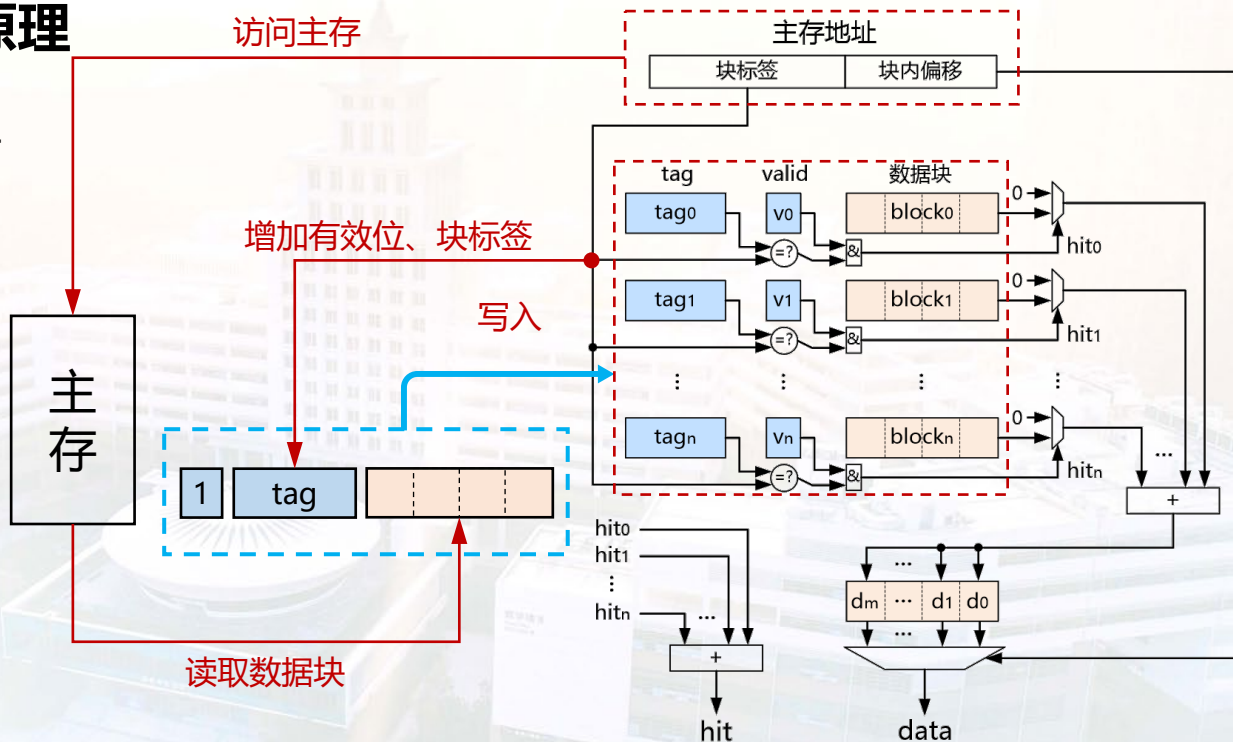 原理
访问主存
主存地址
块标签 块内偏移
tag valid 数据块
tag0 v0 block0 0
=? & hit0
增加有效位、块标签
tag1 v1 block1 0
写入
=? & hit1
⋮ ⋮ ⋮ ⋮
主存
tagn vn blockn 0
=? & hitn
...
1 tag
+
hit0
hit1
⋮
hitn
...
...
dm ... d1 d0
...
+
读取数据块
hit data